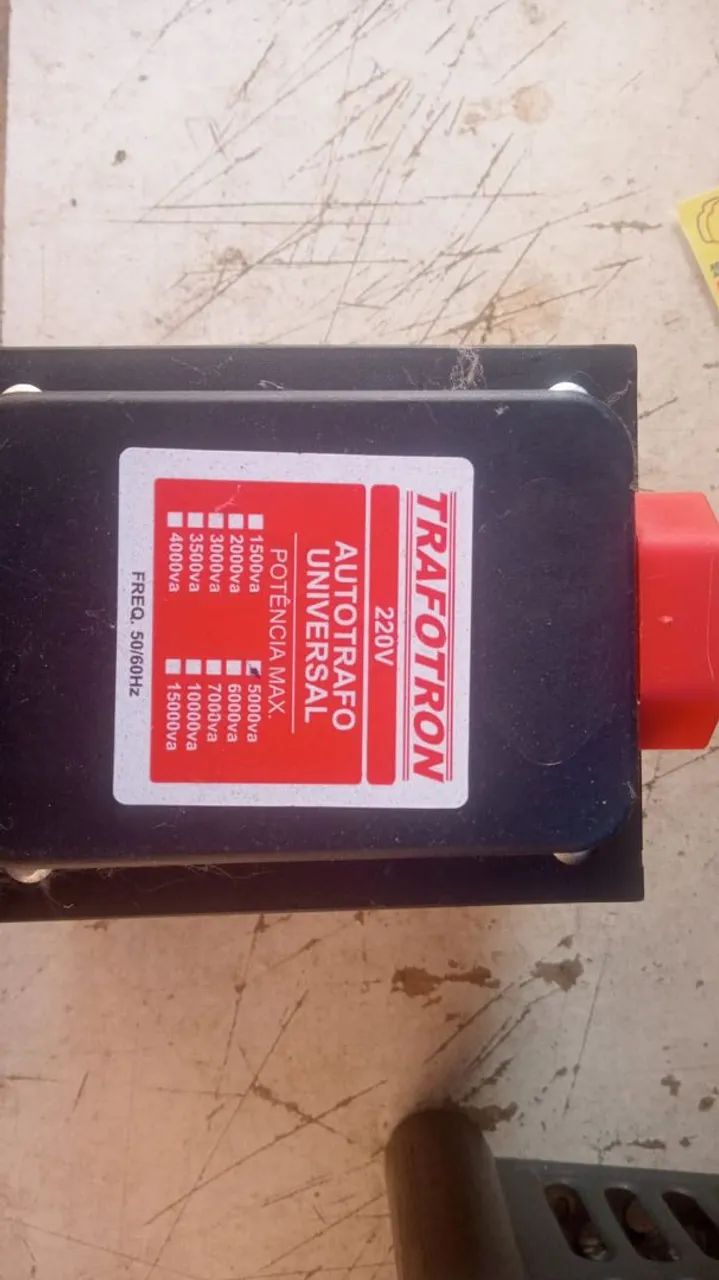 TRAFOTRON
220V
AUTOTRAFO
UNIVERSAL
POTÊNCIA MAX.
1500va 5000va
2000va 6000va
3000va 7000va
3500va 10000va
4000va 15000va
FREQ. 50/60Hz